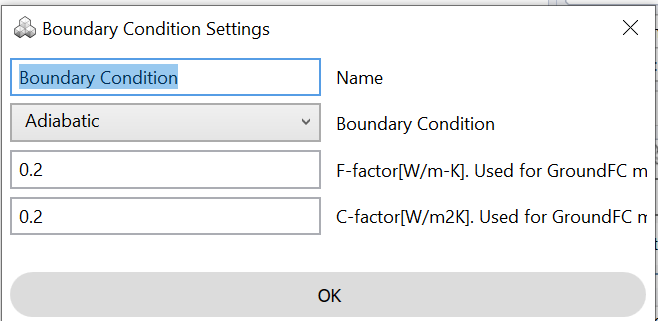 Boundary Condition Settings
Boundary Condition Name
Adiabatic Boundary Condition
0.2 F-factor[W/m-K]. Used for GroundFC m
0.2 C-factor[W/m2K]. Used for GroundFC m
OK